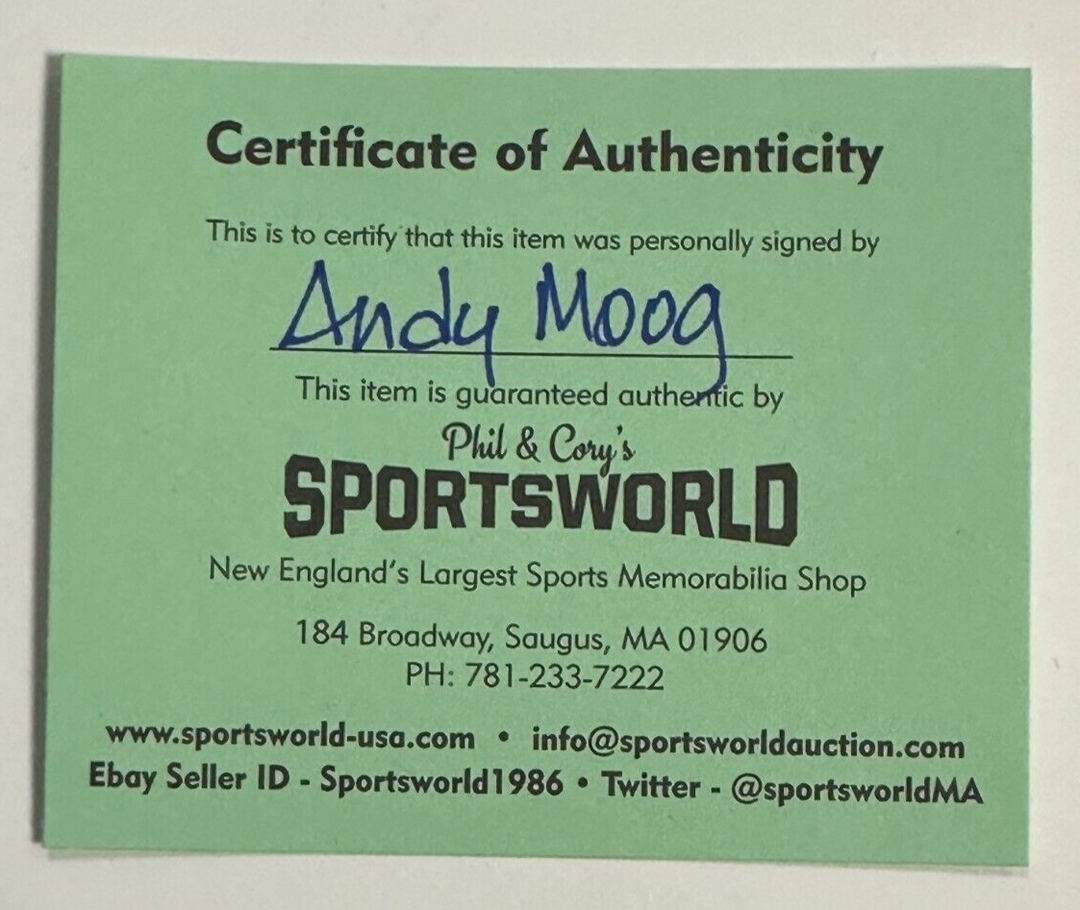 Certificate of Authenticity
This is to certify that this item was personally signed by
Andy Moog
This item is guaranteed authentic by
Phil & Cory's
SPORTSWORLD
New England's Largest Sports Memorabilia Shop
184 Broadway, Saugus, MA 01906
PH: 781-233-7222
www.sportsworld-usa.com • info@sportsworldauction.com
Ebay Seller ID - Sportsworld1986 • Twitter - @sportsworldMA